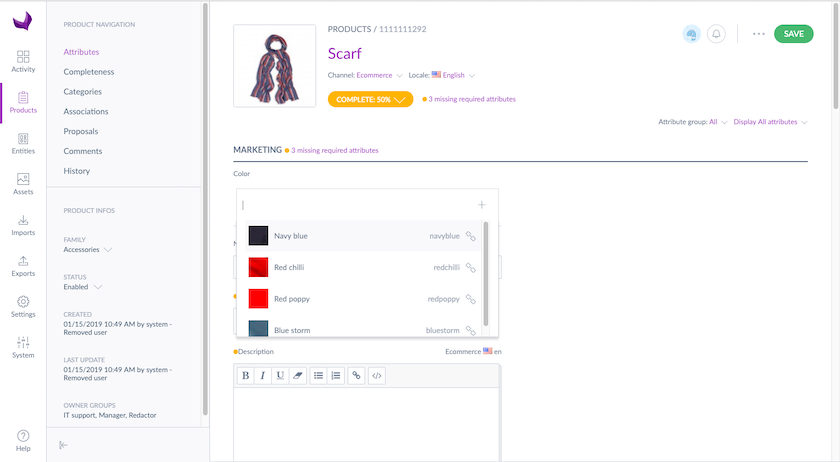 Activity
Products
Entities
Assets
Imports
Exports
Settings
System
Help
PRODUCT NAVIGATION
Attributes
Completeness
Categories
Associations
Proposals
Comments
History
PRODUCT INFOS
FAMILY
Accessories
STATUS
Enabled
CREATED
01/15/2019 10:49 AM by system -
Removed user
LAST UPDATE
01/15/2019 10:49 AM by system -
Removed user
OWNER GROUPS
IT support, Manager, Redactor
PRODUCTS / 1111111292
Scarf
Channel: Ecommerce Locale: English
COMPLETE: 50% 3 missing required attributes
SAVE
Attribute group: All Display All attributes
MARKETING 3 missing required attributes
Color
Navy blue navyblue
Red chilli redchilli
Red poppy redpoppy
Blue storm bluestorm
Description Ecommerce en
B I U </>